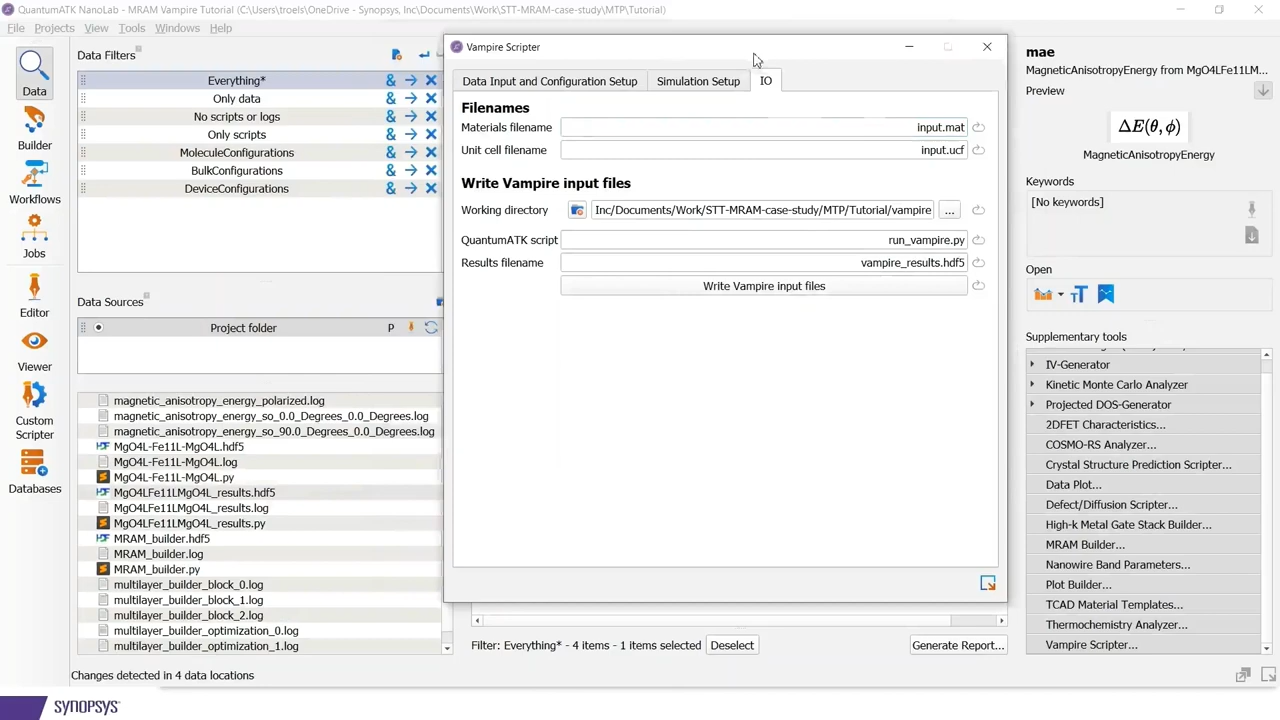 QuantumATK NanoLab - MRAM Vampire Tutorial (C:\Users\troels\OneDrive - Synopsys, Inc\Documents\Work\STT-MRAM-case-study\MTP\Tutorial)
File Projects View Tools Windows Help
Data
Builder
Workflows
Jobs
Editor
Viewer
Custom
Scripter
Databases
Data Filters
Everything*
Only data
No scripts or logs
Only scripts
MoleculeConfigurations
BulkConfigurations
DeviceConfigurations
Data Sources
Project folder P
magnetic_anisotropy_energy_polarized.log
magnetic_anisotropy_energy_so_0.0_Degrees_0.0_Degrees.log
magnetic_anisotropy_energy_so_90.0_Degrees_0.0_Degrees.log
MgO4L-Fe11L-MgO4L.hdf5
MgO4L-Fe11L-MgO4L.log
MgO4L-Fe11L-MgO4L.py
MgO4LFe11LMgO4L_results.hdf5
MgO4LFe11LMgO4L_results.log
MgO4LFe11LMgO4L_results.py
MRAM_builder.hdf5
MRAM_builder.log
MRAM_builder.py
multilayer_builder_block_0.log
multilayer_builder_block_1.log
multilayer_builder_block_2.log
multilayer_builder_optimization_0.log
multilayer_builder_optimization_1.log
Changes detected in 4 data locations
Vampire Scripter
Data Input and Configuration Setup Simulation Setup IO
Filenames
Materials filename input.mat
Unit cell filename input.ucf
Write Vampire input files
Working directory Inc/Documents/Work/STT-MRAM-case-study/MTP/Tutorial/vampire ...
QuantumATK script run_vampire.py
Results filename vampire_results.hdf5
Write Vampire input files
Filter: Everything* - 4 items - 1 items selected Deselect Generate Report...
mae
MagneticAnisotropyEnergy from MgO4LFe11LM...
Preview
ΔE(θ, ϕ)
MagneticAnisotropyEnergy
Keywords
[No keywords]
Open
Supplementary tools
IV-Generator
Kinetic Monte Carlo Analyzer
Projected DOS-Generator
2DFET Characteristics...
COSMO-RS Analyzer...
Crystal Structure Prediction Scripter...
Data Plot...
Defect/Diffusion Scripter...
High-k Metal Gate Stack Builder...
MRAM Builder...
Nanowire Band Parameters...
Plot Builder...
TCAD Material Templates...
Thermochemistry Analyzer...
Vampire Scripter...
SYNOPSYS